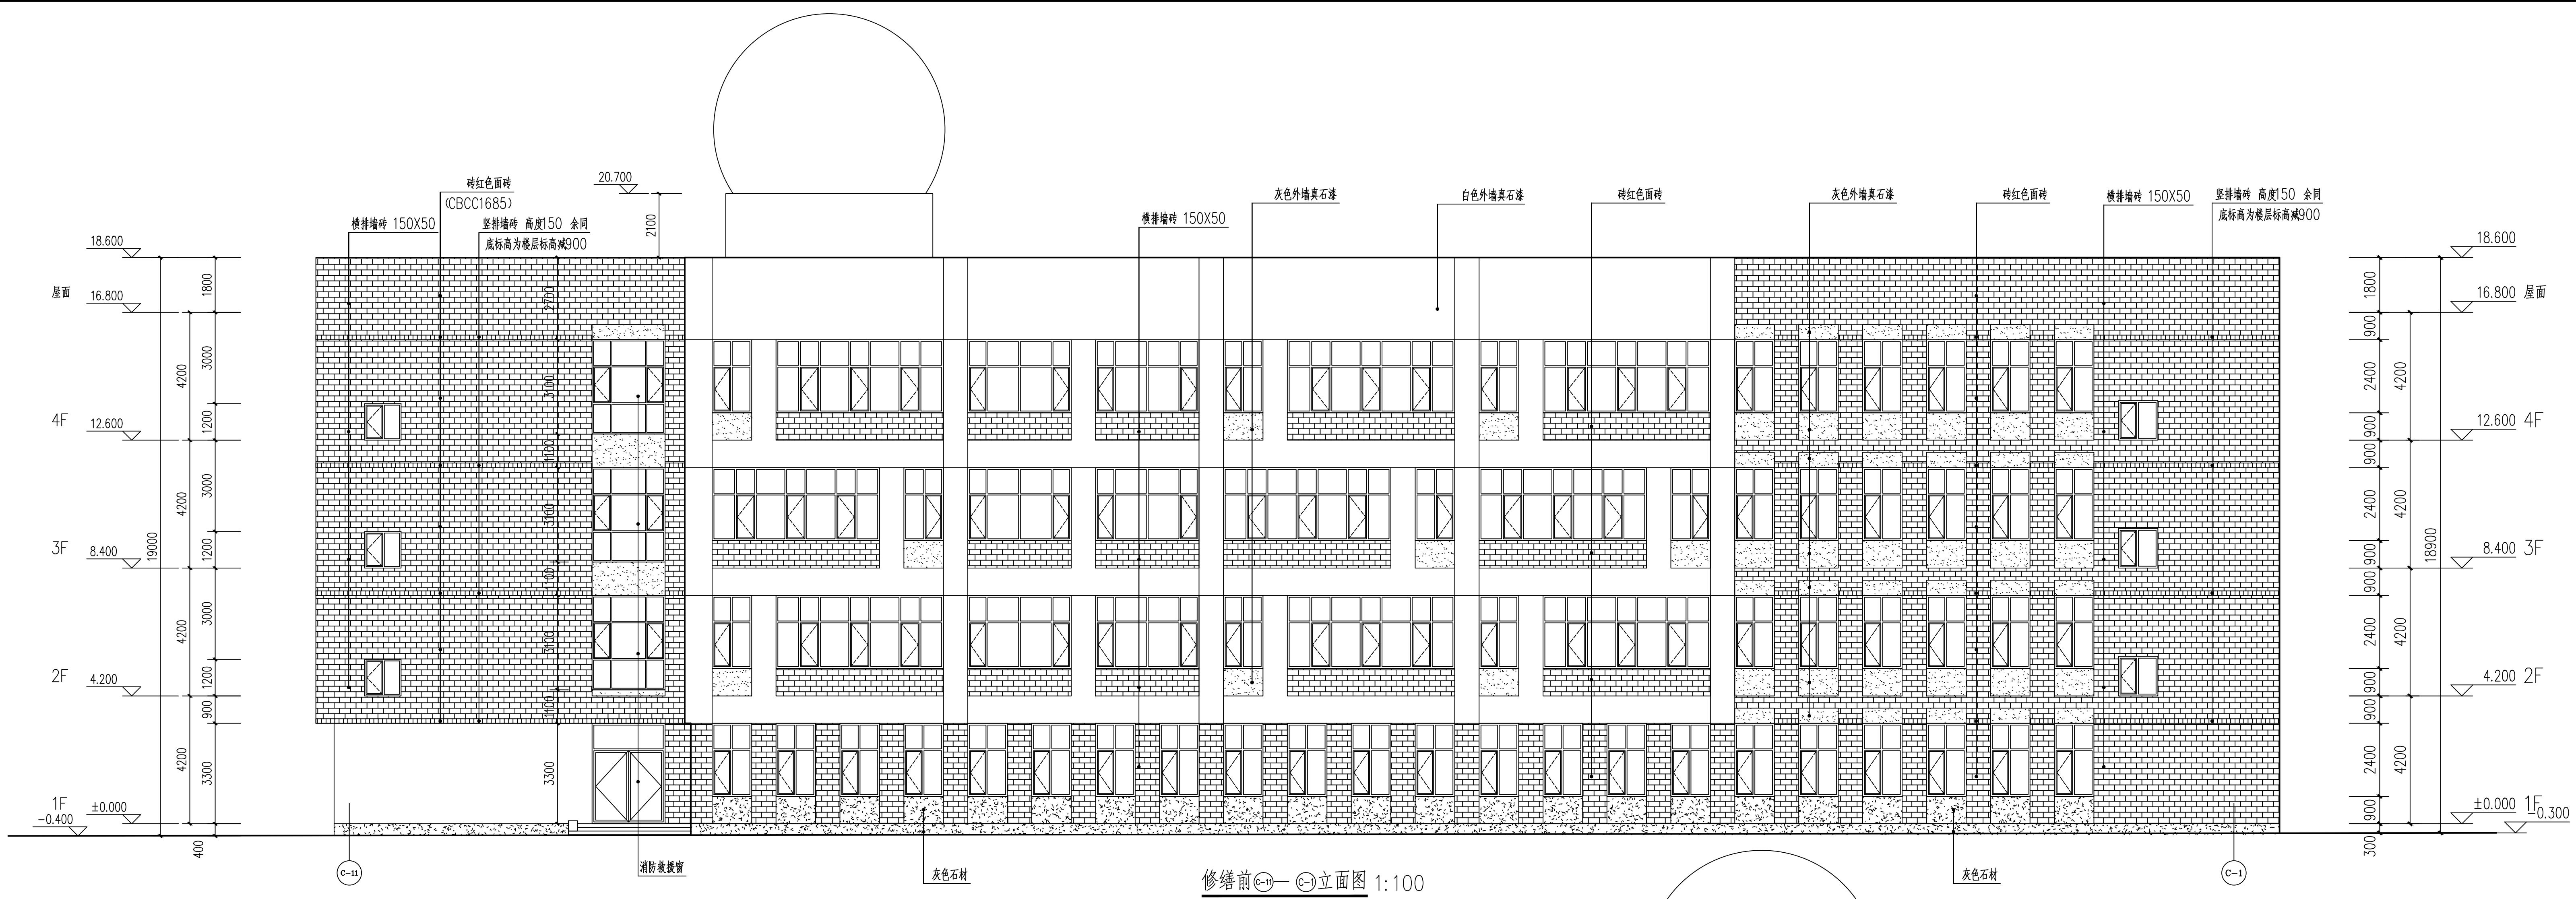 砖红色面砖
(CBCC1685)
横排墙砖 150X50
竖排墙砖 高度150 余同
底标高为楼层标高减900
20.700
2100
横排墙砖 150X50
灰色外墙真石漆
白色外墙真石漆
砖红色面砖
灰色外墙真石漆
砖红色面砖
横排墙砖 150X50
竖排墙砖 高度150 余同
底标高为楼层标高减900
18.600
屋面 16.800
4F 12.600
3F 8.400
2F 4.200
1F ±0.000
-0.400
19000
4200
4200
4200
4200
1800
3000
1200
3000
1200
3000
1200
900
3300
400
2700
3100
1100
3100
1100
3100
1100
3300
18.600
16.800 屋面
12.600 4F
8.400 3F
4.200 2F
±0.000 1F
-0.300
1800
900
2400
900
900
2400
900
900
2400
900
900
2400
900
300
4200
4200
4200
4200
18900
C-11
消防救援窗
灰色石材
灰色石材
C-1
修缮前C-11—C-1立面图 1:100